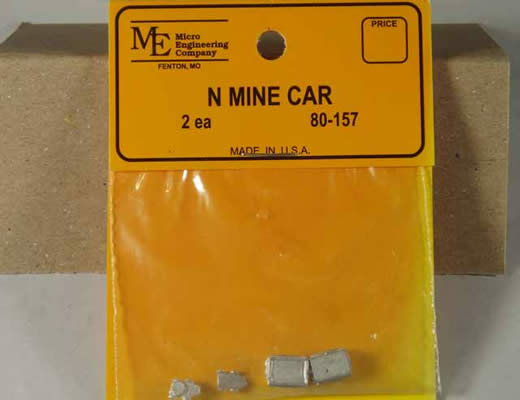 ME Micro
Engineering
Company
FENTON, MO
PRICE
N MINE CAR
2 ea 80-157
MADE IN U.S.A.